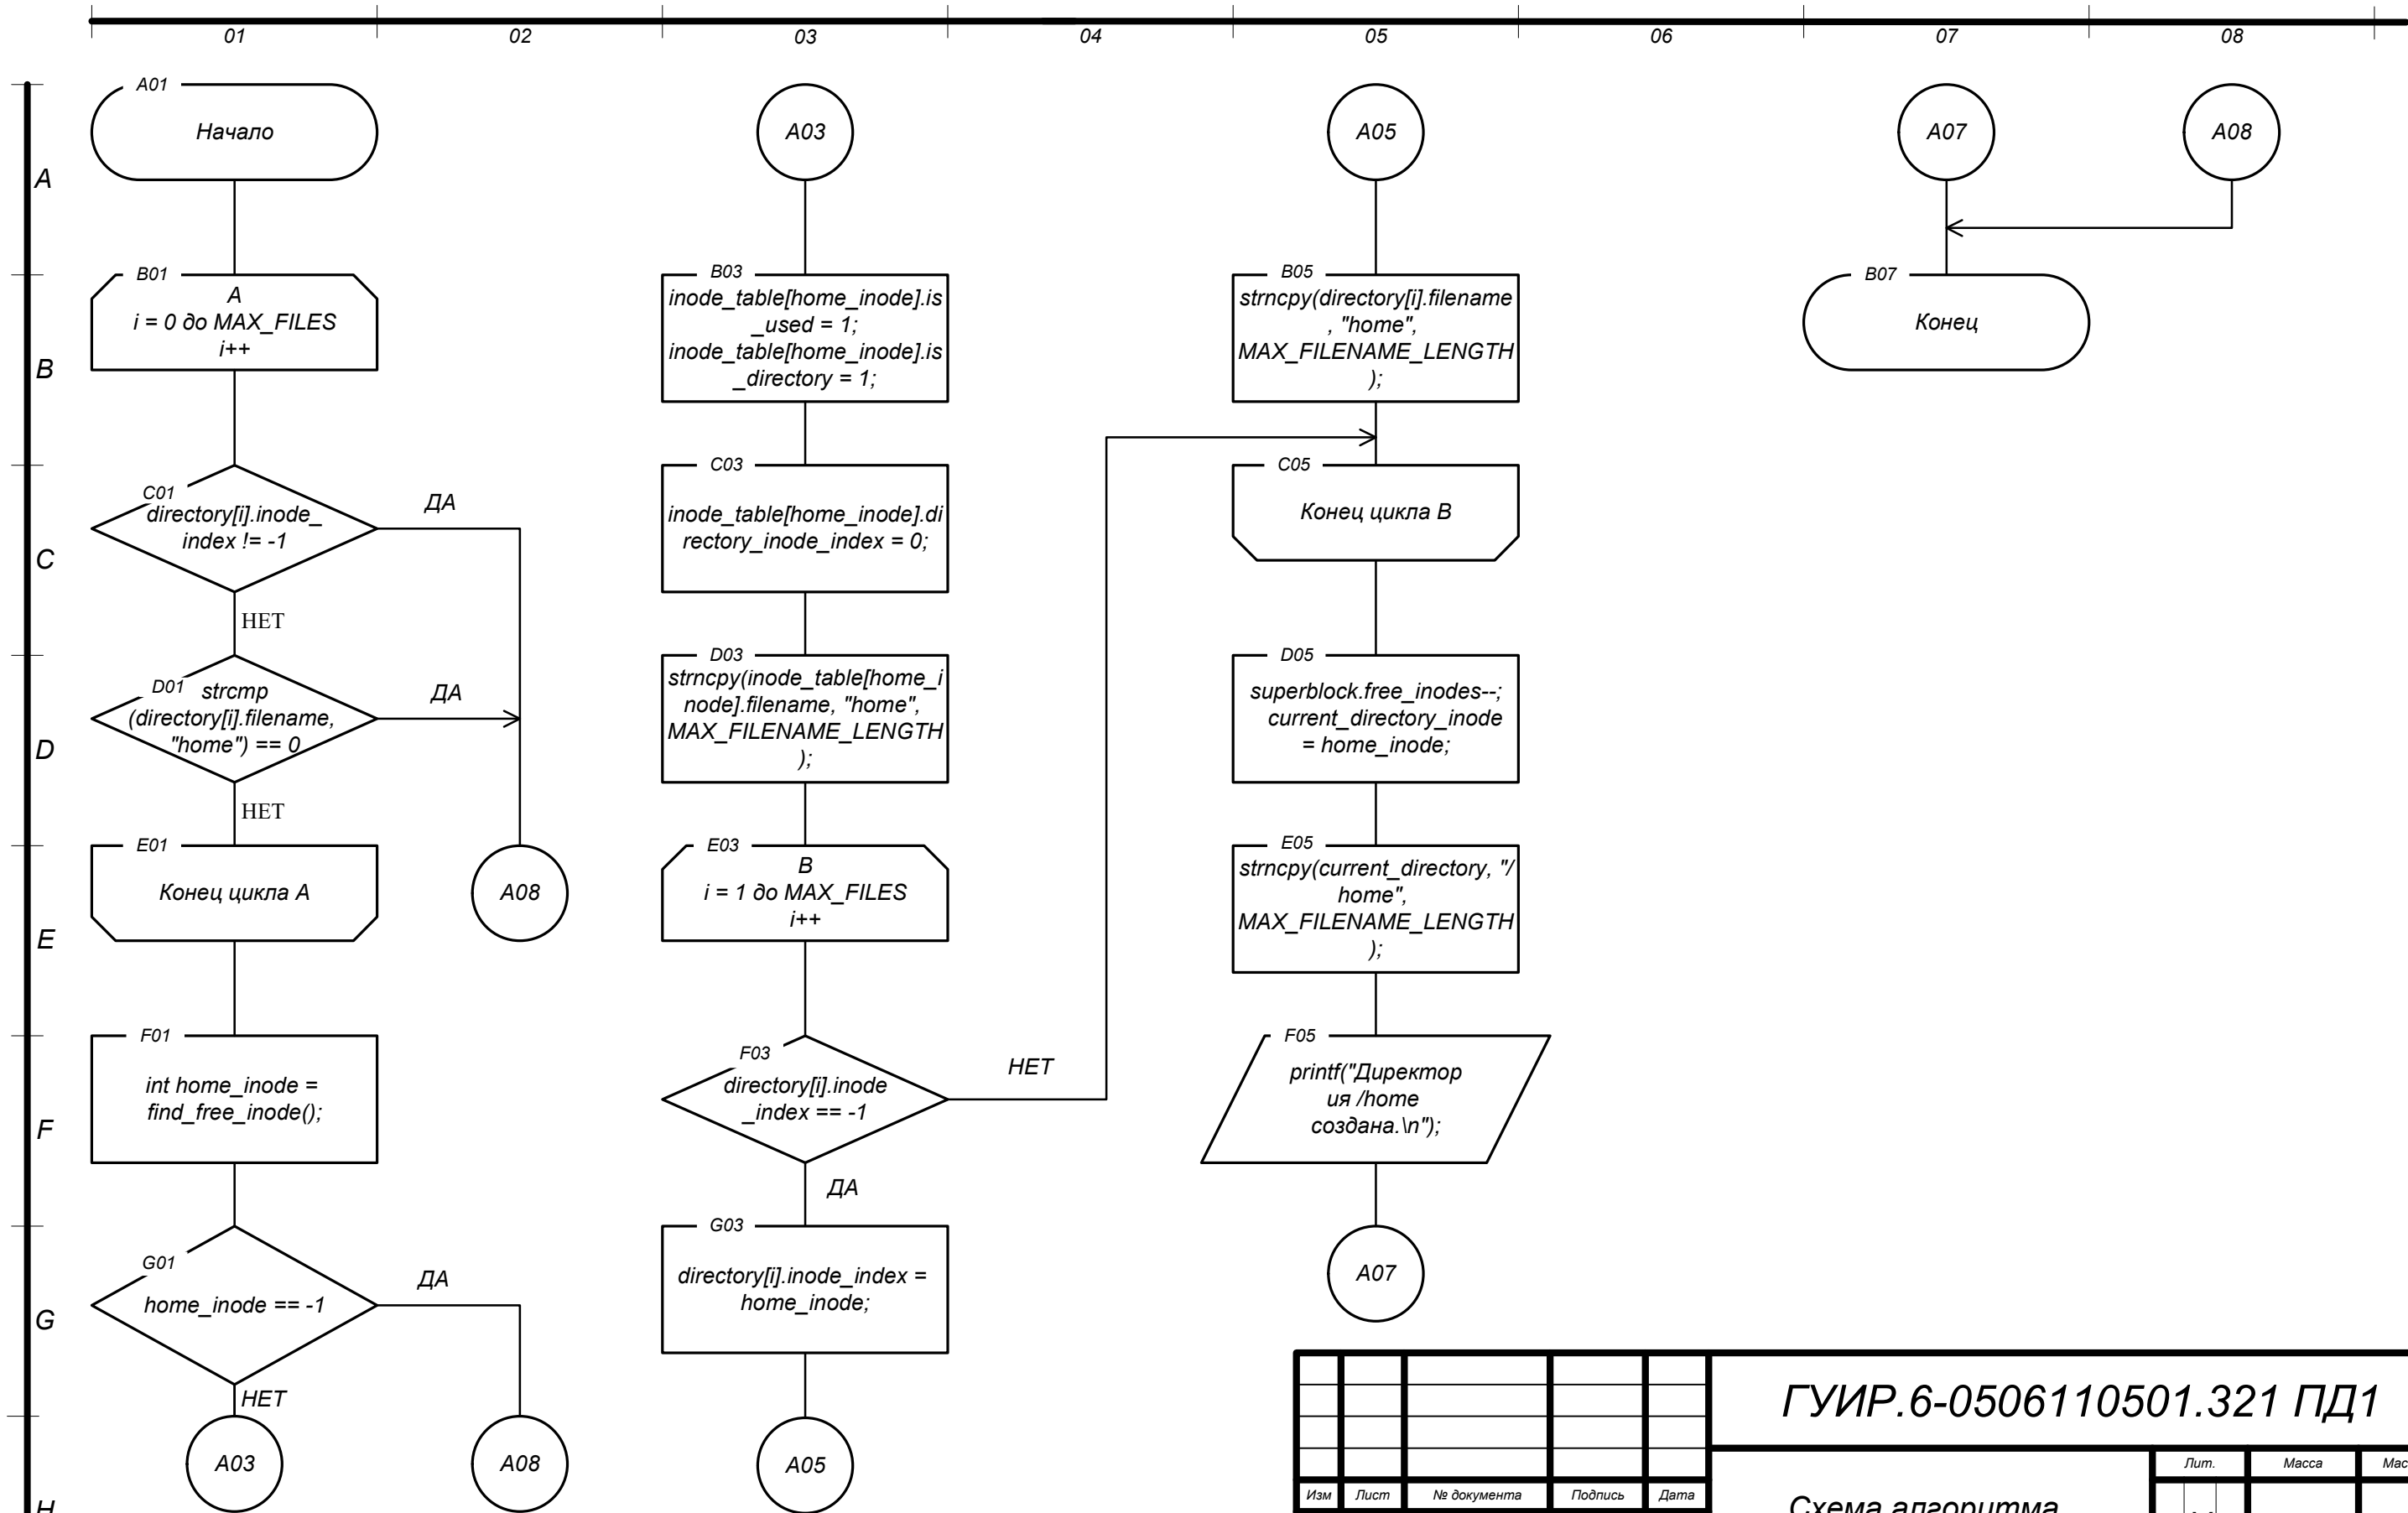 01 02 03 04 05 06 07 08
A
B
C
D
E
F
G
H
A01
Начало
B01
A
i = 0 до MAX_FILES
i++
C01
directory[i].inode_
index != -1
ДА
НЕТ
D01
strcmp
(directory[i].filename,
"home") == 0
ДА
НЕТ
E01
Конец цикла A
A08
F01
int home_inode =
find_free_inode();
G01
home_inode == -1
ДА
НЕТ
A03
A08
A03
B03
inode_table[home_inode].is
_used = 1;
inode_table[home_inode].is
_directory = 1;
C03
inode_table[home_inode].di
rectory_inode_index = 0;
D03
strncpy(inode_table[home_i
node].filename, "home",
MAX_FILENAME_LENGTH
);
E03
B
i = 1 до MAX_FILES
i++
F03
directory[i].inode
_index == -1
НЕТ
ДА
G03
directory[i].inode_index =
home_inode;
A05
A05
B05
strncpy(directory[i].filename
, "home",
MAX_FILENAME_LENGTH
);
C05
Конец цикла B
D05
superblock.free_inodes--;
current_directory_inode
= home_inode;
E05
strncpy(current_directory, "/
home",
MAX_FILENAME_LENGTH
);
F05
printf("Директор
ия /home
создана.\n");
A07
A07
A08
B07
Конец
ГУИР.6-0506110501.321 ПД1
Изм Лист № документа Подпись Дата
Схема алгоритма
Лит. Масса